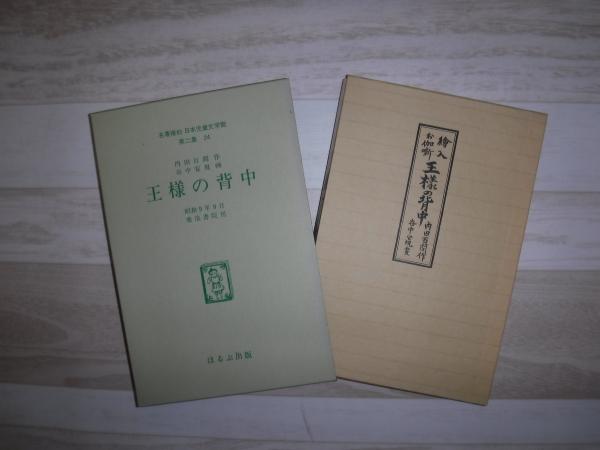 名著複刻 日本児童文学館
第二集 24
内田百閒作
谷中安規画
王様の背中
昭和9年9月
楽浪書院版
ほるぷ出版
繪入
お伽噺
王様の背中
内田百間作
谷中安規畫